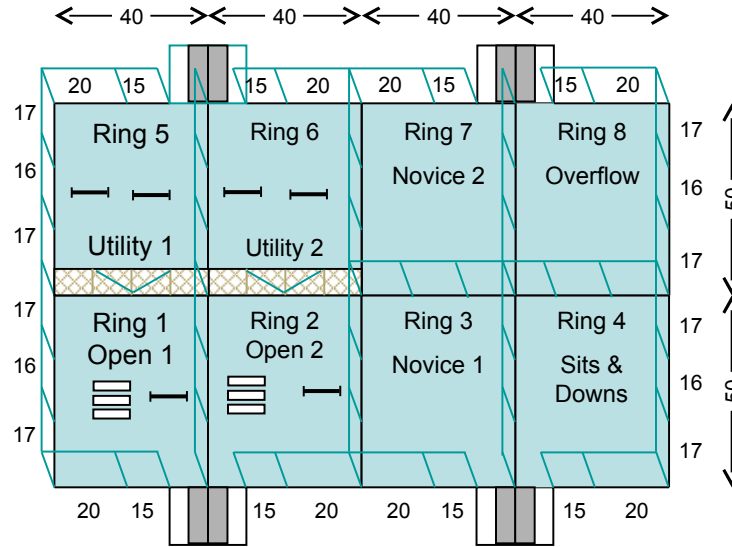 40 40 40 40
20 15 15 20 20 15 15 20
17 Ring 5 Ring 6 Ring 7 Ring 8 17
Novice 2 Overflow
16 16
50
Utility 1 Utility 2
17 17
17 Ring 1 Ring 2 Ring 3 Ring 4 17
Open 1 Open 2
Novice 1 Sits &
16 Downs 16
50
17 17
20 15 15 20 20 15 15 20